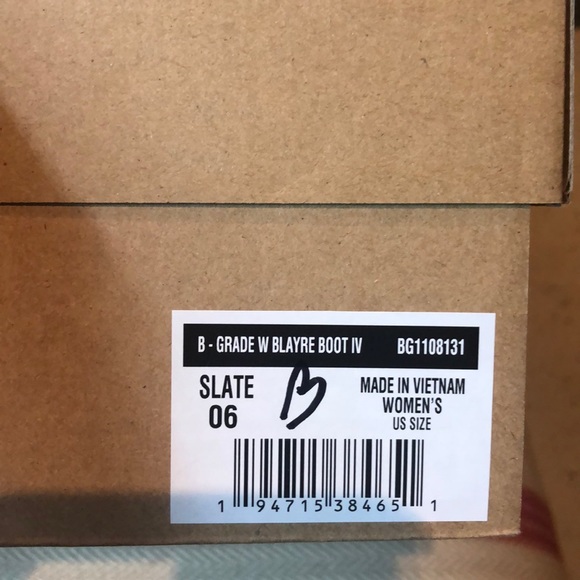 B - GRADE W BLAYRE BOOT IV BG1108131
SLATE
06
B
MADE IN VIETNAM
WOMEN'S
US SIZE
1 94715 38465 1